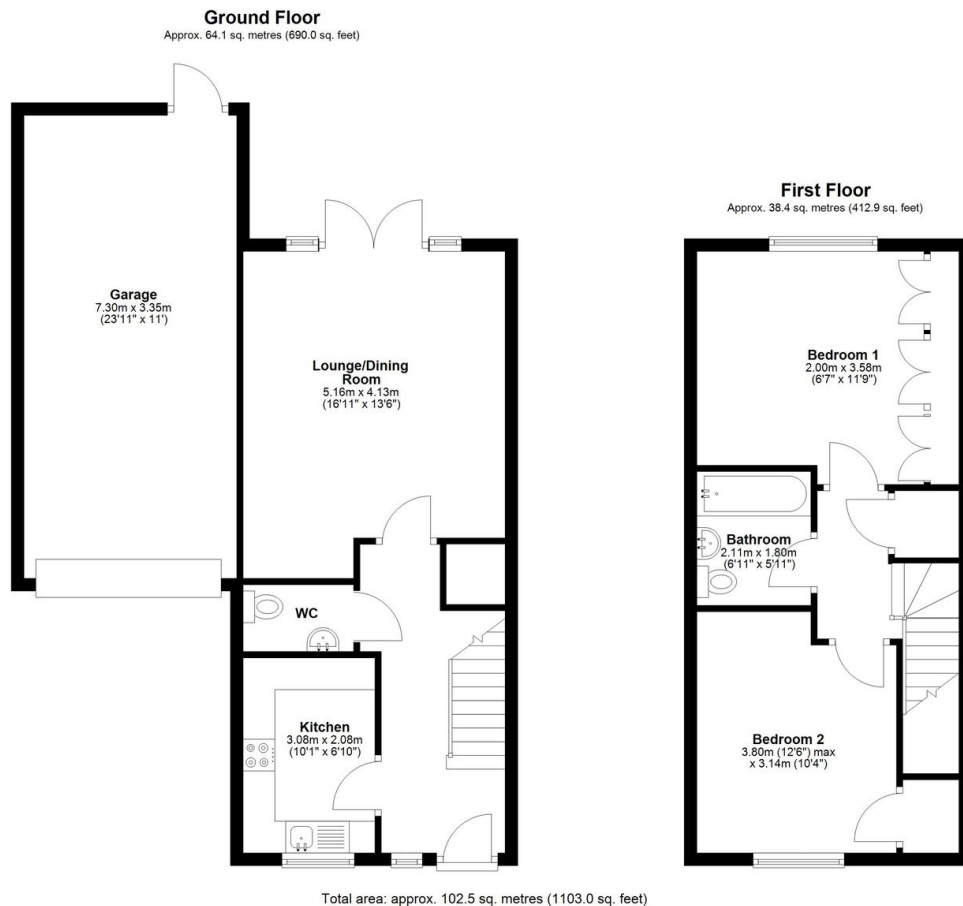 Ground Floor
Approx. 64.1 sq. metres (690.0 sq. feet)
Garage
7.30m x 3.35m
(23'11" x 11')
Lounge/Dining
Room
5.16m x 4.13m
(16'11" x 13'6")
WC
Kitchen
3.08m x 2.08m
(10'1" x 6'10")
First Floor
Approx. 38.4 sq. metres (412.9 sq. feet)
Bedroom 1
2.00m x 3.58m
(6'7" x 11'9")
Bathroom
2.11m x 1.80m
(6'11" x 5'11")
Bedroom 2
3.80m (12'6") max
x 3.14m (10'4")
Total area: approx. 102.5 sq. metres (1103.0 sq. feet)